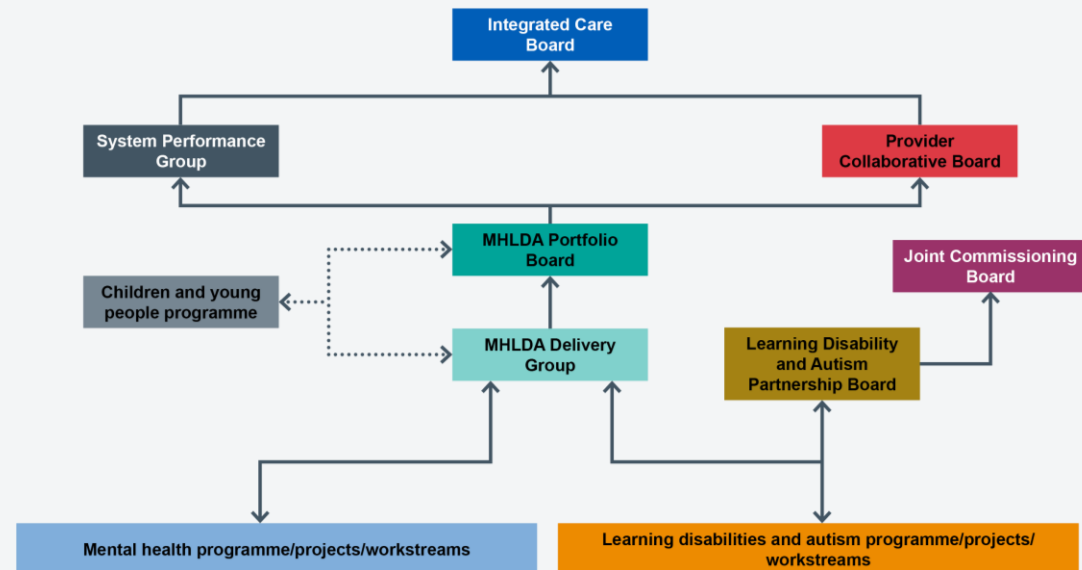 Integrated Care
Board
System Performance
Group
Provider
Collaborative Board
MHLDA Portfolio
Board
Joint Commissioning
Board
Children and young
people programme
MHLDA Delivery
Group
Learning Disability
and Autism
Partnership Board
Mental health programme/projects/workstreams
Learning disabilities and autism programme/projects/
workstreams